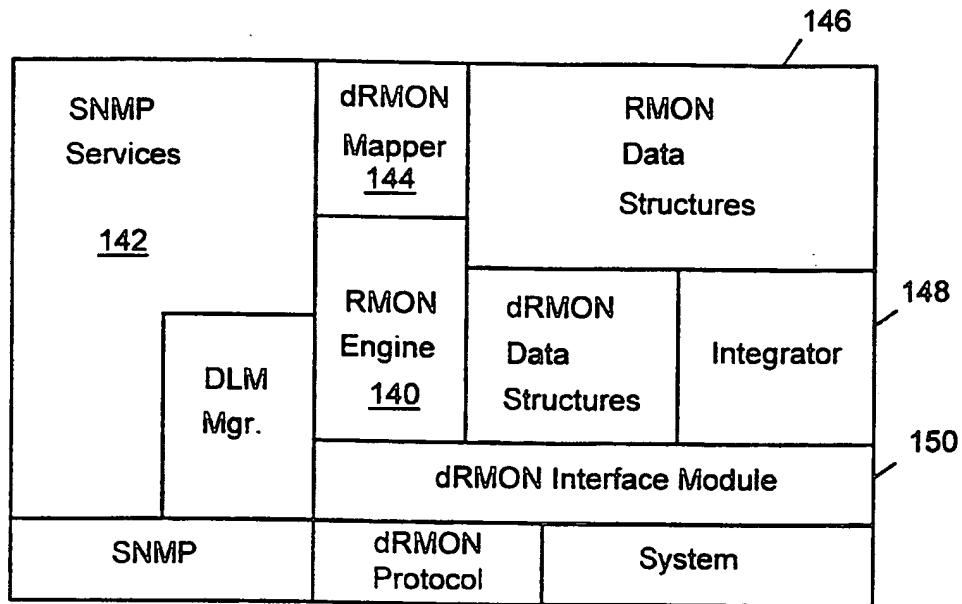 146
SNMP
Services
142
dRMON
Mapper
144
RMON
Data
Structures
148
DLM
Mgr.
RMON
Engine
140
dRMON
Data
Structures
Integrator
150
dRMON Interface Module
SNMP
dRMON
Protocol
System